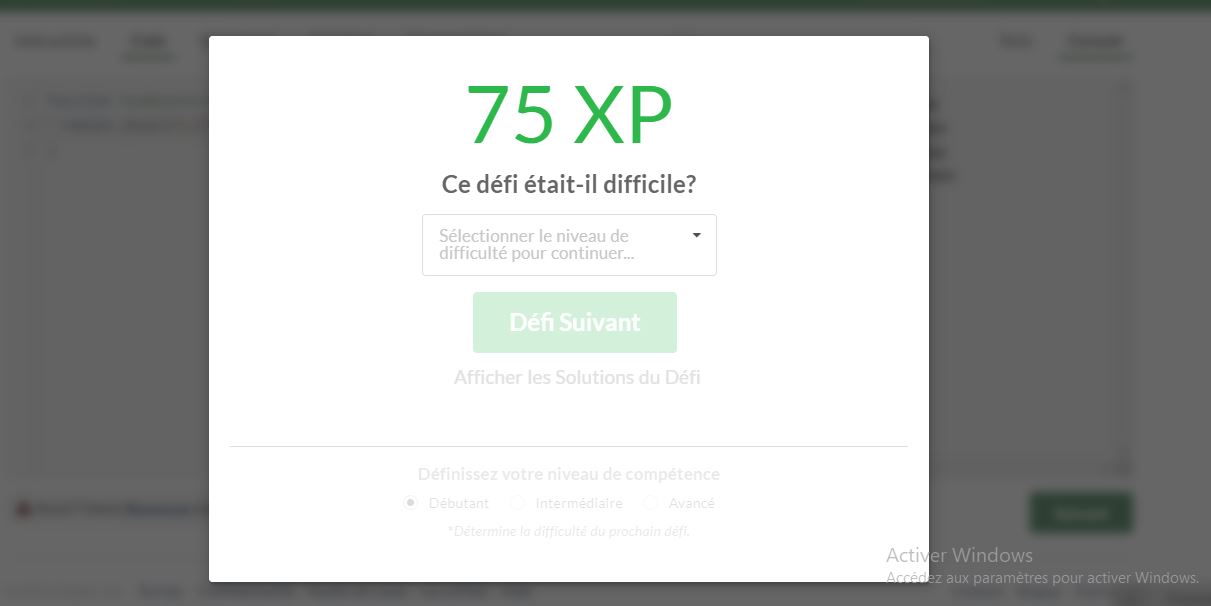 75 XP
Ce défi était-il difficile?
Sélectionner le niveau de
difficulté pour continuer...
Défi Suivant
Afficher les Solutions du Défi
Définissez votre niveau de compétence
Débutant Intermédiaire Avancé
*Détermine la difficulté du prochain défi.
Activer Windows
Accédez aux paramètres pour activer Windows.